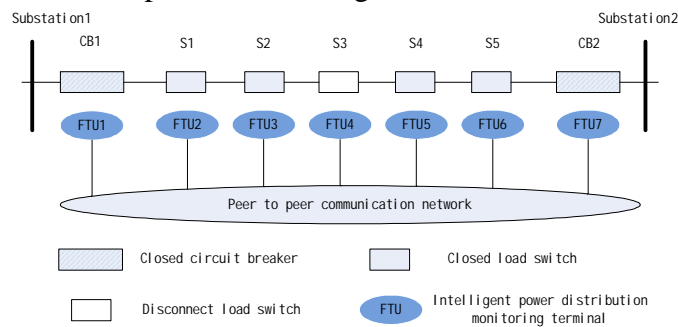 Substation1
Substation2
CB1
S1
S2
S3
S4
S5
CB2
FTU1
FTU2
FTU3
FTU4
FTU5
FTU6
FTU7
Peer to peer communication network
Closed circuit breaker
Closed load switch
Disconnect load switch
FTU
Intelligent power distribution
monitoring terminal